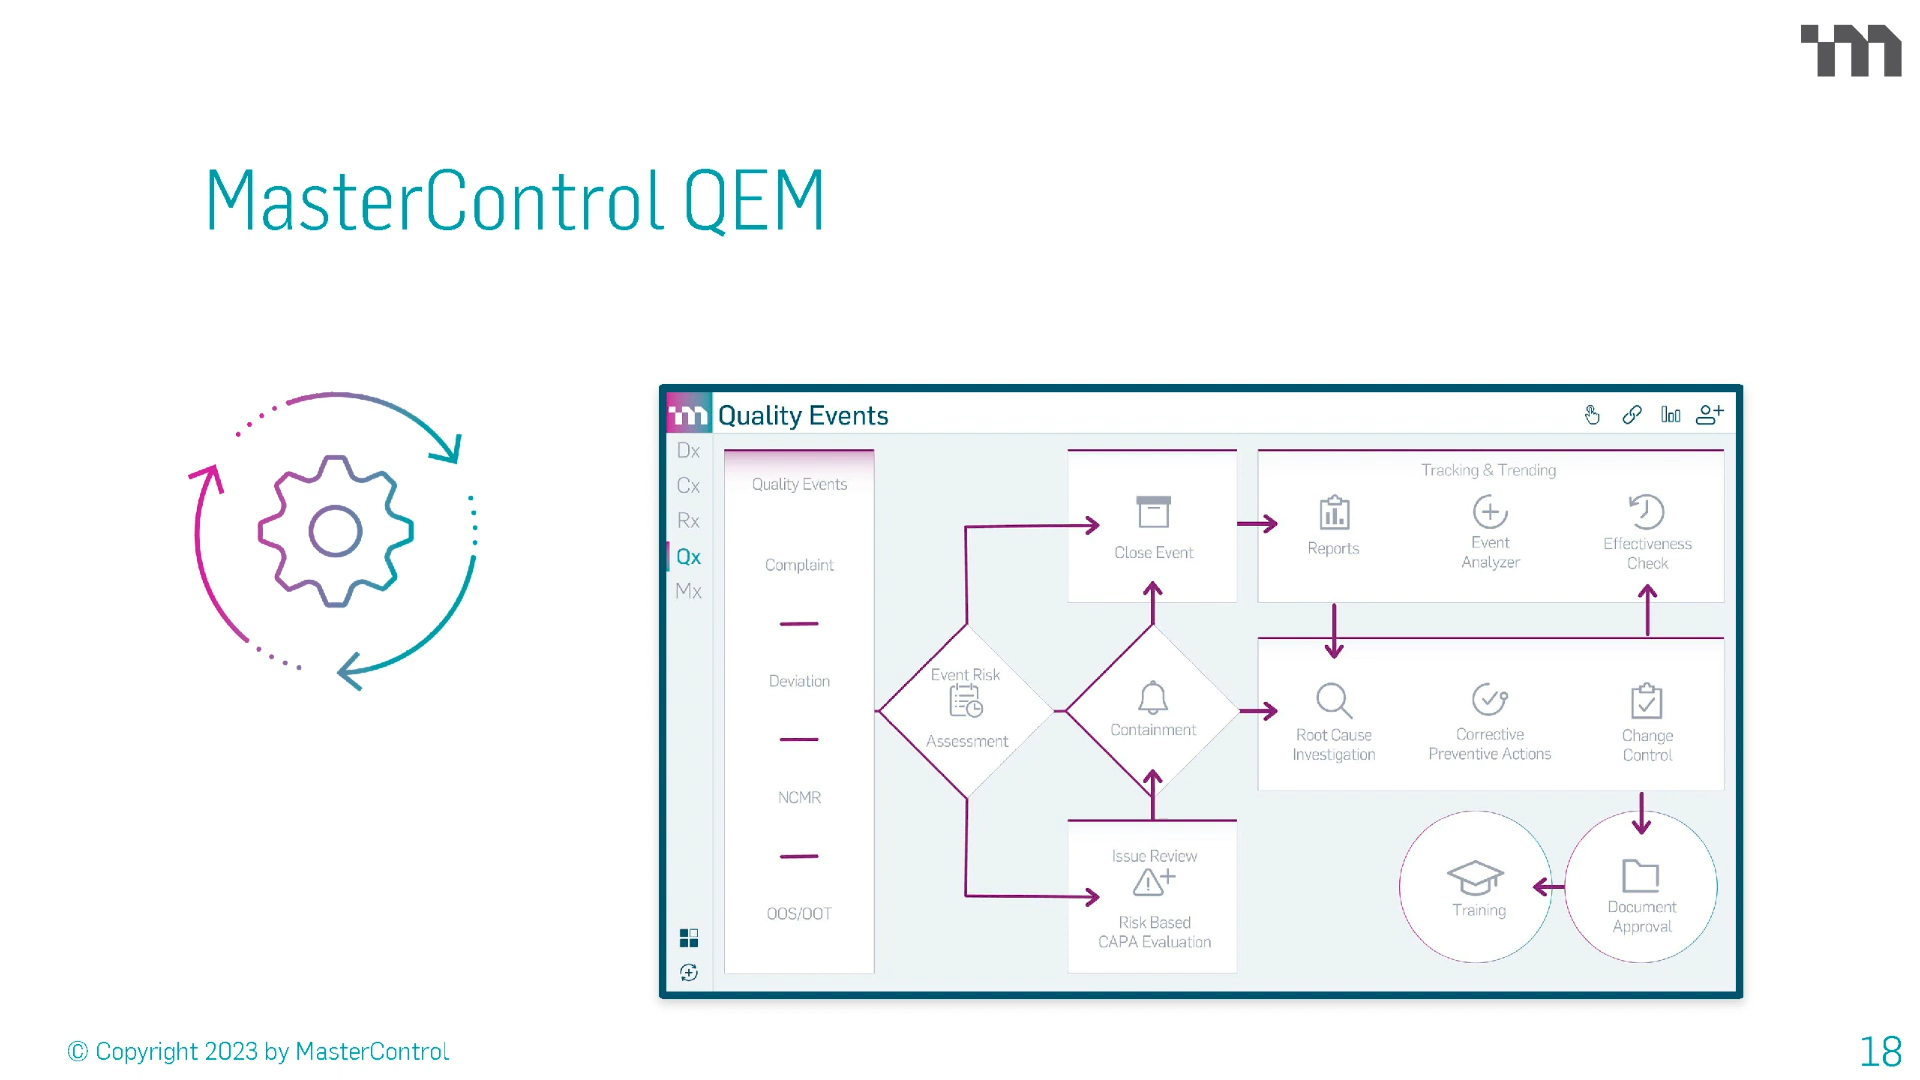 MasterControl QEM
Quality Events
Dx
Cx
Rx
Qx
Mx
Quality Events
Complaint
Deviation
NCMR
OOS/OOT
Event Risk
Assessment
Close Event
Containment
Issue Review
Risk Based
CAPA Evaluation
Tracking & Trending
Reports
Event
Analyzer
Effectiveness
Check
Root Cause
Investigation
Corrective
Preventive Actions
Change
Control
Training
Document
Approval
© Copyright 2023 by MasterControl
18